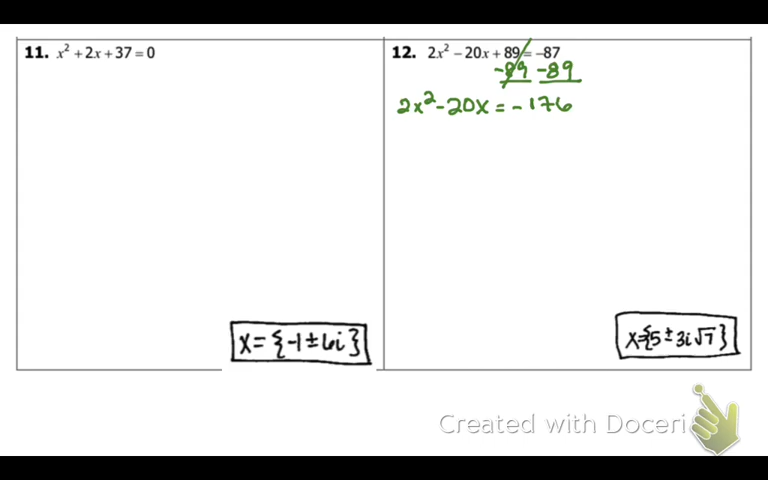 11. x² + 2x + 37 = 0
x = {-1 ± 6i}
12. 2x² − 20x + 89 = −87
-89 -89
2x² - 20x = -176
x = {5 ± 3i√7}
Created with Doceri